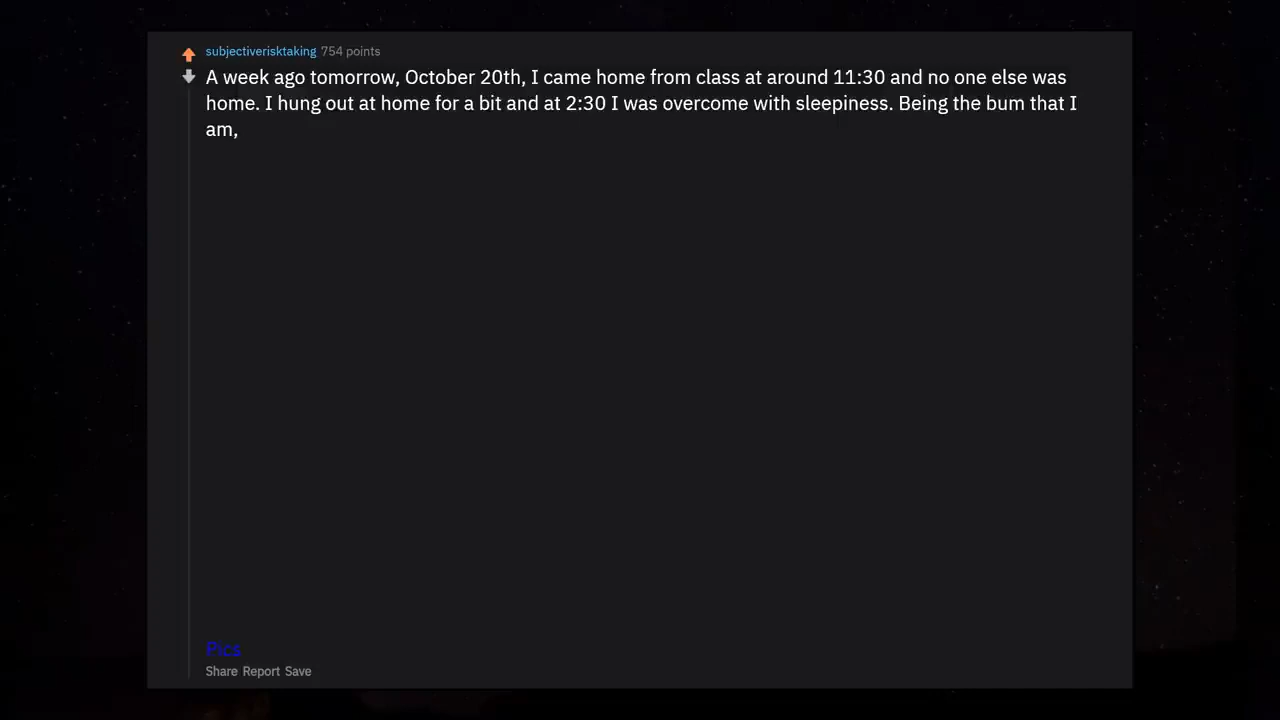 subjectiverisktaking 754 points
A week ago tomorrow, October 20th, I came home from class at around 11:30 and no one else was
home. I hung out at home for a bit and at 2:30 I was overcome with sleepiness. Being the bum that I
am,
Pics
Share Report Save